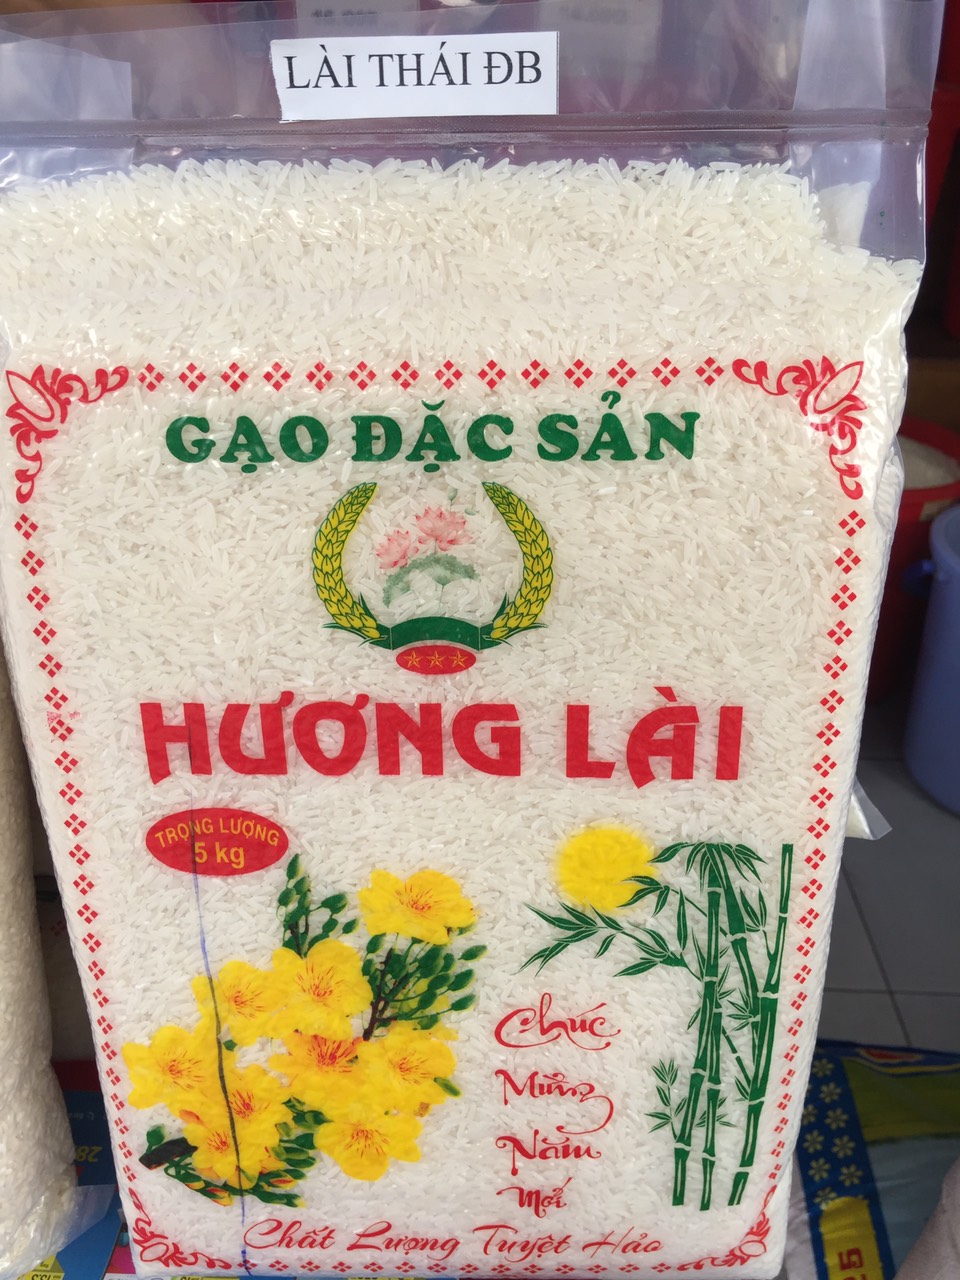 LÀI THÁI ĐB
GẠO ĐẶC SẢN
HƯƠNG LÀI
TRỌNG LƯỢNG
5 kg
Chúc
Mừng
Năm
Mới
Chất Lượng Tuyệt Hảo
5